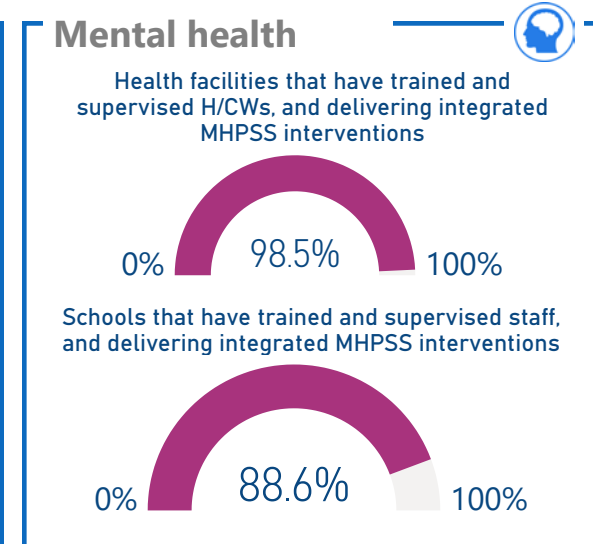 Mental health
Health facilities that have trained and
supervised H/CWs, and delivering integrated
MHPSS interventions
0% 98.5% 100%
Schools that have trained and supervised staff,
and delivering integrated MHPSS interventions
0% 88.6% 100%